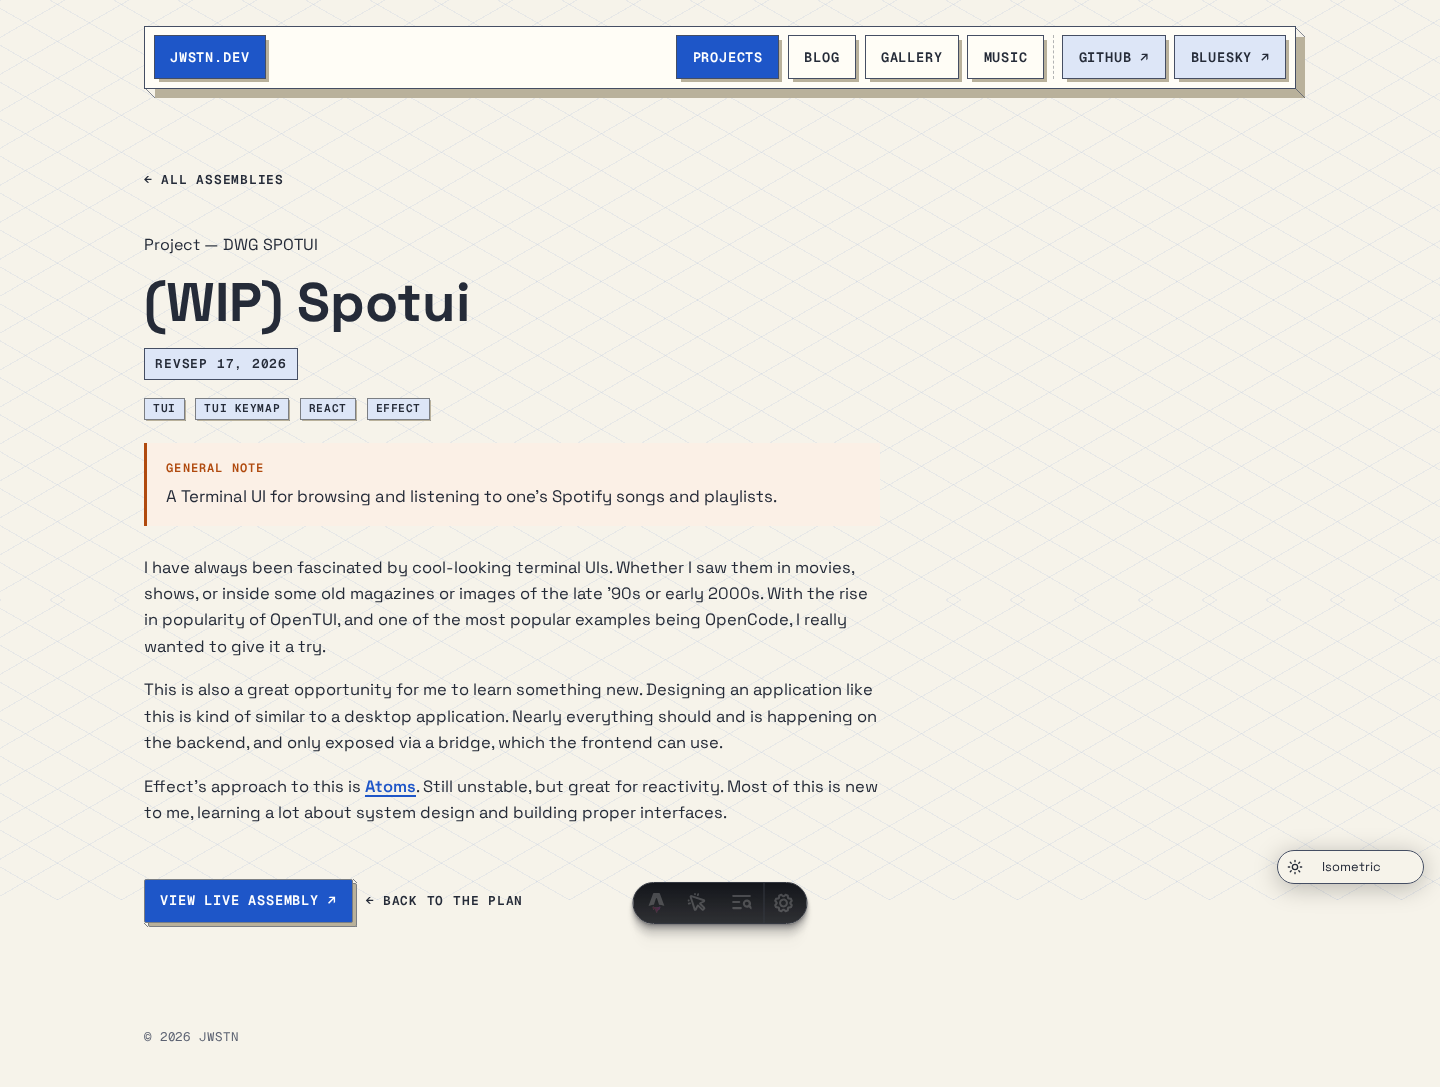 JWSTN.DEV
PROJECTS
BLOG
GALLERY
MUSIC
GITHUB ↗
BLUESKY ↗
← ALL ASSEMBLIES
Project — DWG SPOTUI
(WIP) Spotui
REVSEP 17, 2026
TUI
TUI KEYMAP
REACT
EFFECT
GENERAL NOTE
A Terminal UI for browsing and listening to one’s Spotify songs and playlists.
I have always been fascinated by cool-looking terminal UIs. Whether I saw them in movies,
shows, or inside some old magazines or images of the late ’90s or early 2000s. With the rise
in popularity of OpenTUI, and one of the most popular examples being OpenCode, I really
wanted to give it a try.
This is also a great opportunity for me to learn something new. Designing an application like
this is kind of similar to a desktop application. Nearly everything should and is happening on
the backend, and only exposed via a bridge, which the frontend can use.
Effect’s approach to this is Atoms. Still unstable, but great for reactivity. Most of this is new
to me, learning a lot about system design and building proper interfaces.
Isometric
VIEW LIVE ASSEMBLY ↗
← BACK TO THE PLAN
© 2026 JWSTN